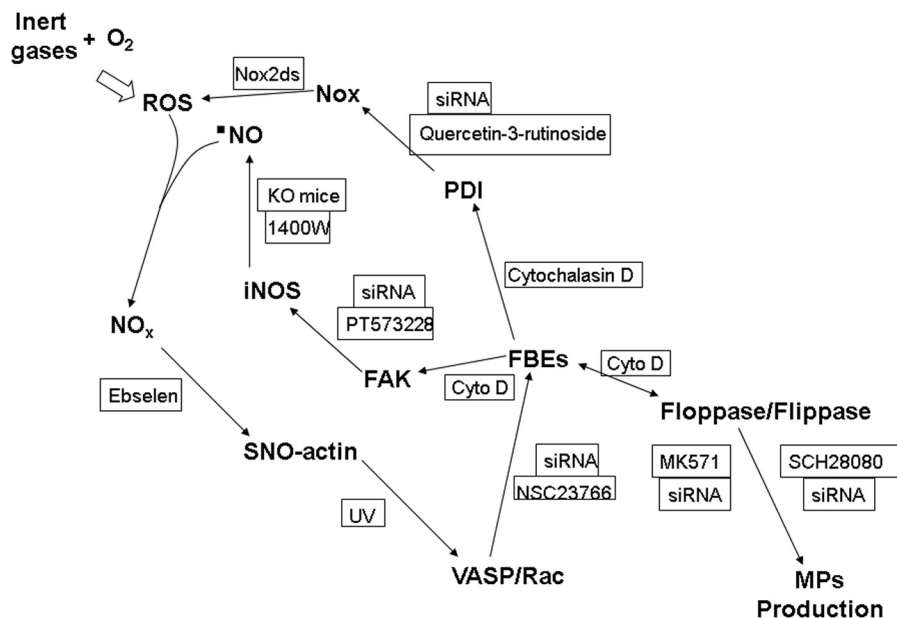 Inert
gases + O₂
ROS
Nox2ds
Nox
siRNA
Quercetin-3-rutinoside
▪NO
PDI
KO mice
1400W
Cytochalasin D
iNOS
siRNA
PT573228
NOₓ
FBEs
FAK
Cyto D
Cyto D
Ebselen
Floppase/Flippase
SNO-actin
siRNA
NSC23766
MK571
siRNA
SCH28080
siRNA
UV
VASP/Rac
MPs
Production